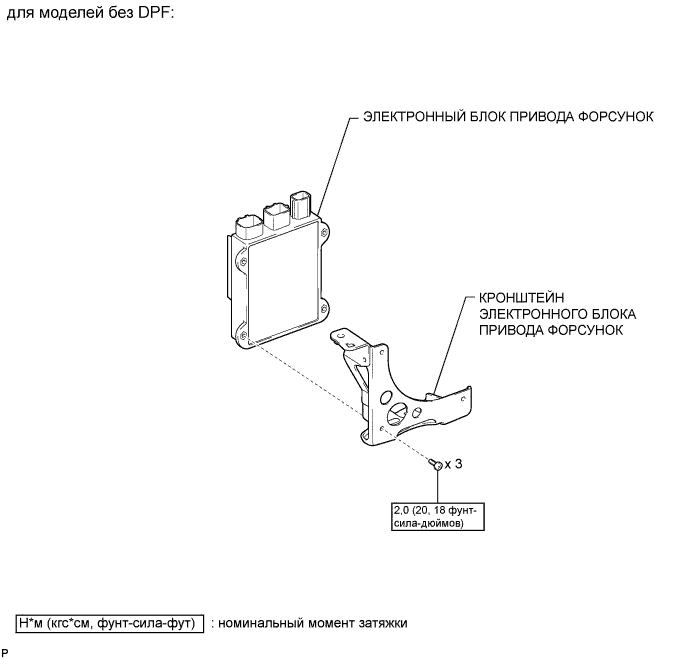 для моделей без DPF:
ЭЛЕКТРОННЫЙ БЛОК ПРИВОДА ФОРСУНОК
КРОНШТЕЙН
ЭЛЕКТРОННОГО БЛОКА
ПРИВОДА ФОРСУНОК
x 3
2,0 (20, 18 фунт-
сила-дюймов)
Н*м (кгс*см, фунт-сила-фут) : номинальный момент затяжки
P